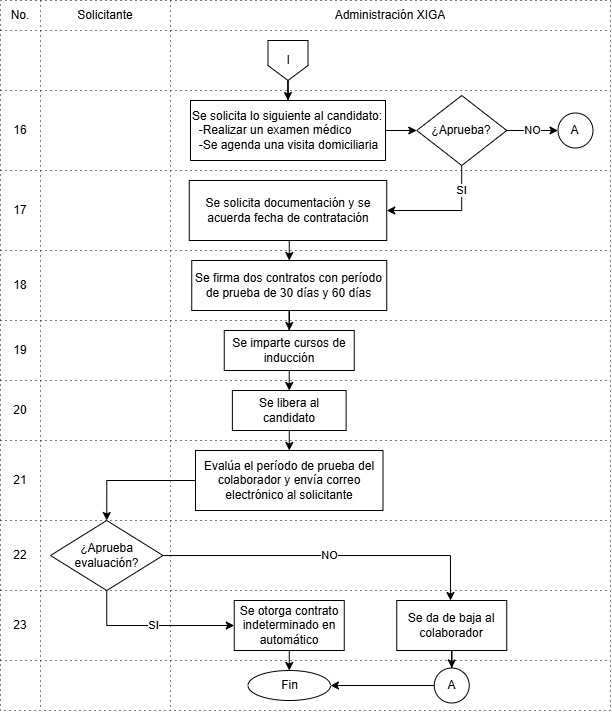 No.
Solicitante
Administración XIGA
I
16
Se solicita lo siguiente al candidato:
-Realizar un examen médico
-Se agenda una visita domiciliaria
¿Aprueba?
NO
A
SI
17
Se solicita documentación y se
acuerda fecha de contratación
18
Se firma dos contratos con período
de prueba de 30 días y 60 días
19
Se imparte cursos de
inducción
20
Se libera al
candidato
21
Evalúa el período de prueba del
colaborador y envía correo
electrónico al solicitante
22
¿Aprueba
evaluación?
NO
23
SI
Se otorga contrato
indeterminado en
automático
Se da de baja al
colaborador
Fin
A